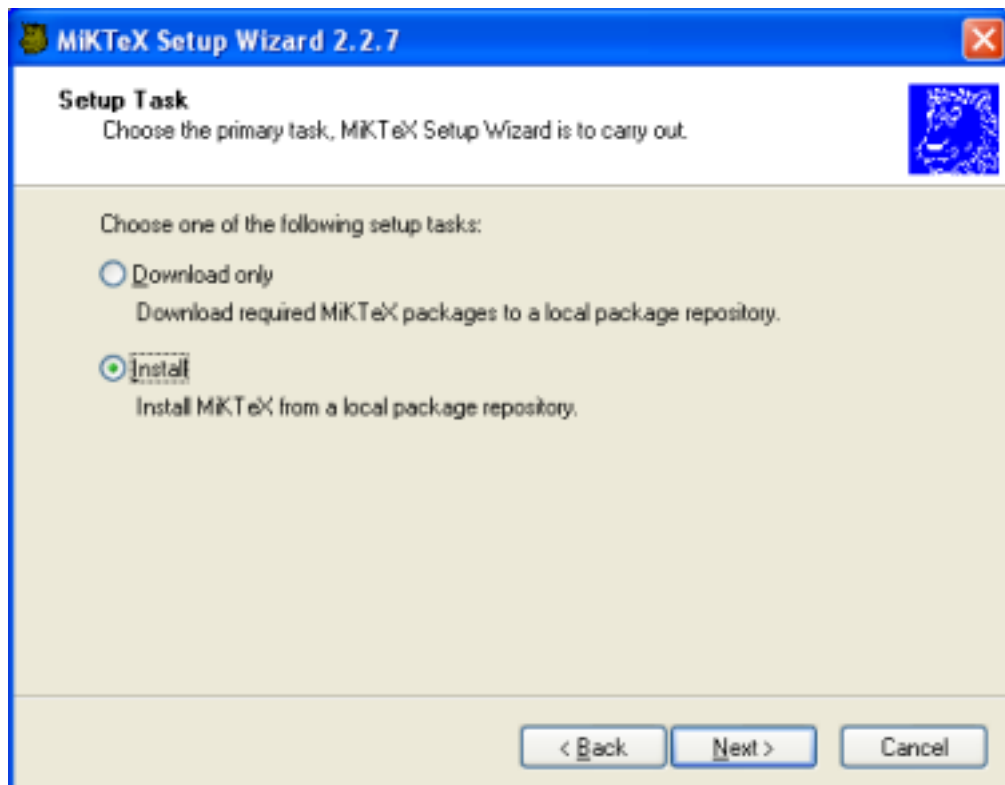 MiKTeX Setup Wizard 2.2.7
Setup Task
Choose the primary task, MiKTeX Setup Wizard is to carry out.
Choose one of the following setup tasks:
Download only
Download required MiKTeX packages to a local package repository.
Install
Install MiKTeX from a local package repository.
< Back Next > Cancel